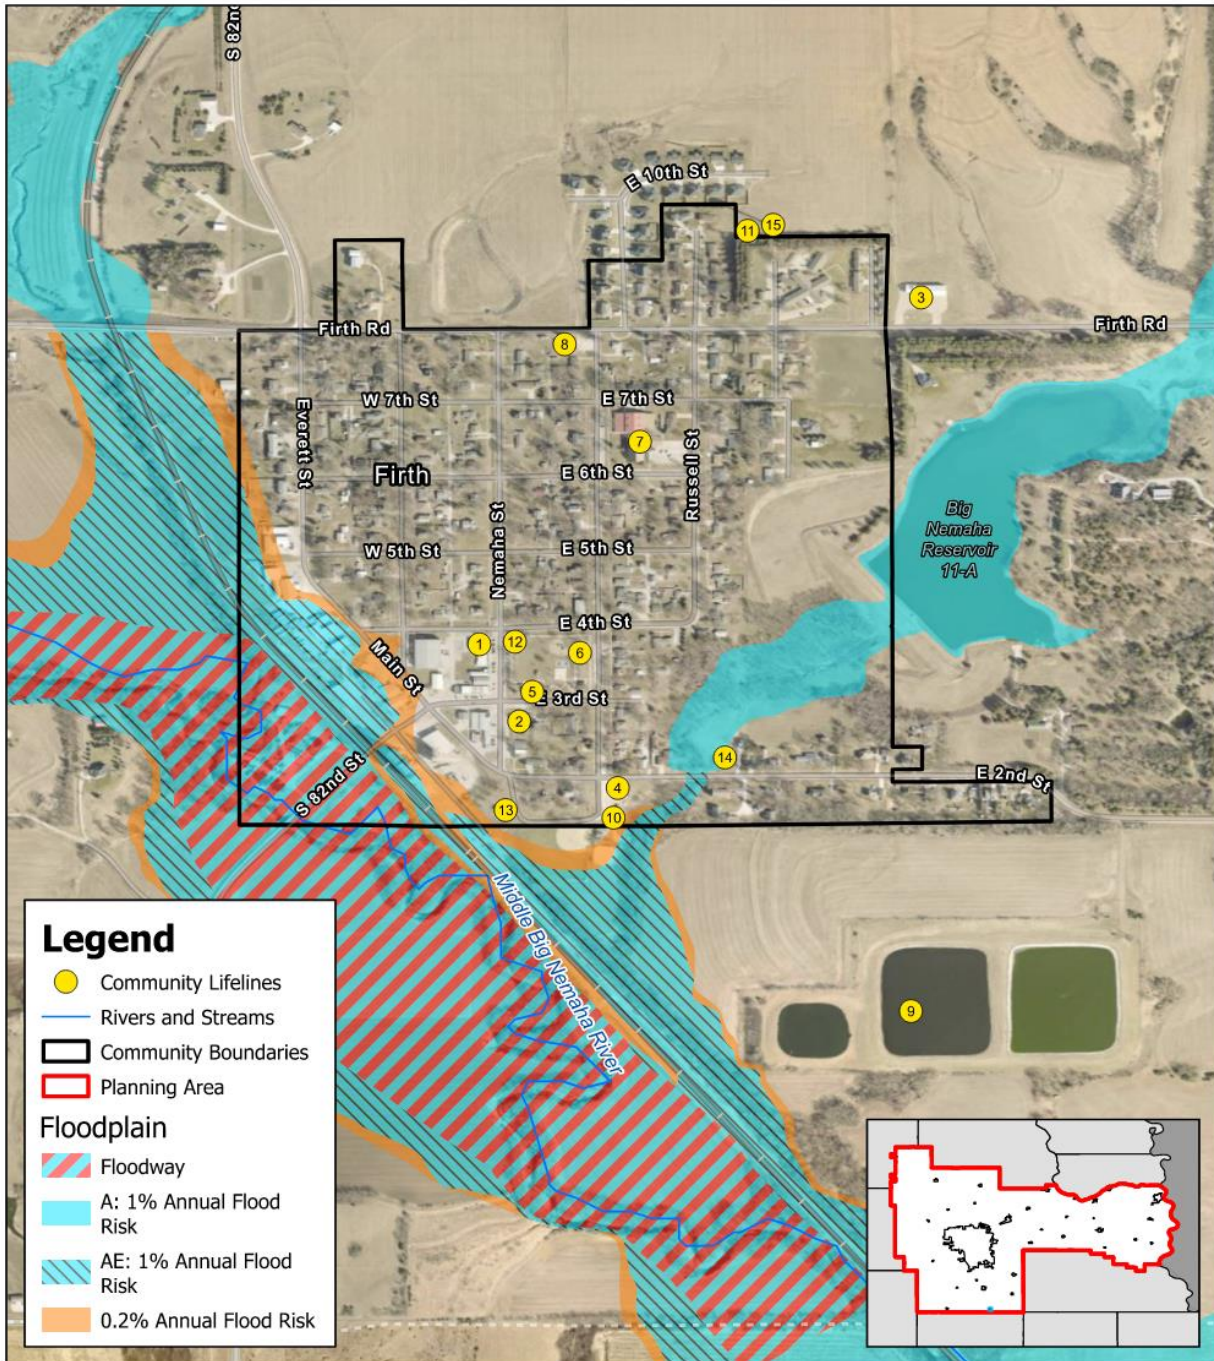 S 82nd
E 10th St
11
15
3
Firth Rd
Firth Rd
8
W 7th St
E 7th St
Everett St
7
Russell St
Firth
E 6th St
Nemaha St
Big
Nemaha
Reservoir
11-A
W 5th St
E 5th St
E 4th St
1
12
6
Main St
5
E 3rd St
2
S 82nd St
14
E 2nd St
4
13
10
Middle Big Nemaha River
9
Legend
Community Lifelines
Rivers and Streams
Community Boundaries
Planning Area
Floodplain
Floodway
A: 1% Annual Flood
Risk
AE: 1% Annual Flood
Risk
0.2% Annual Flood Risk